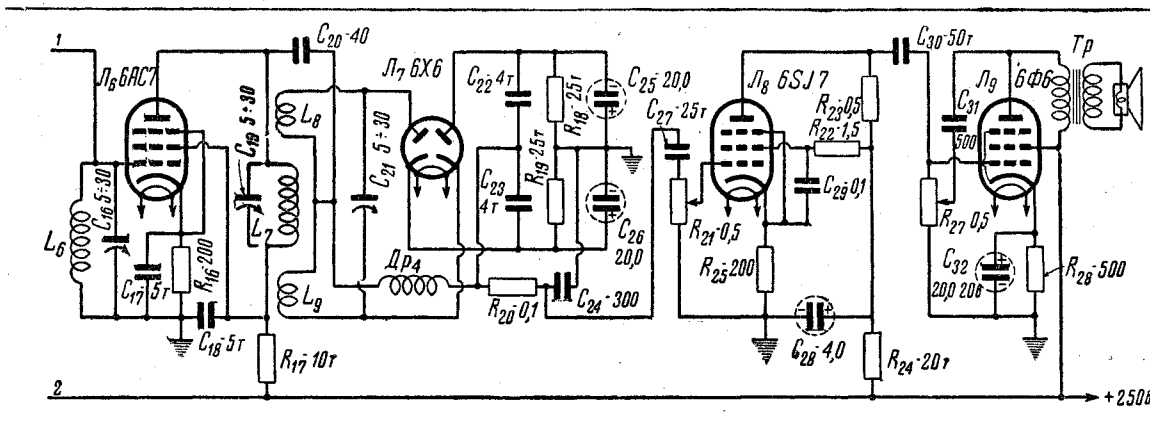 1
Л₆ 6АС7
L₆
C₁₆ 5÷30
C₁₇-5т
R₁₆-200
C₁₈-5т
C₁₉ 5÷30
L₇
R₁₇-10т
C₂₀-40
L₈
L₉
C₂₁ 5÷30
Л₇ 6Х6
Др₄
C₂₂-4т
C₂₃
4т
R₁₈-25т
R₁₉-25т
C₂₅-20,0
C₂₆
20,0
R₂₀-0,1
C₂₄-300
C₂₇-25т
R₂₁-0,5
Л₈ 6SJ7
R₂₃-0,5
R₂₂-1,5
C₂₉-0,1
R₂₅-200
C₂₈-4,0
R₂₄-20т
C₃₀-50т
C₃₁
500
Л₉
6Ф6
Тр
R₂₇-0,5
C₃₂
20,0 20в
R₂₈-500
2
+250в